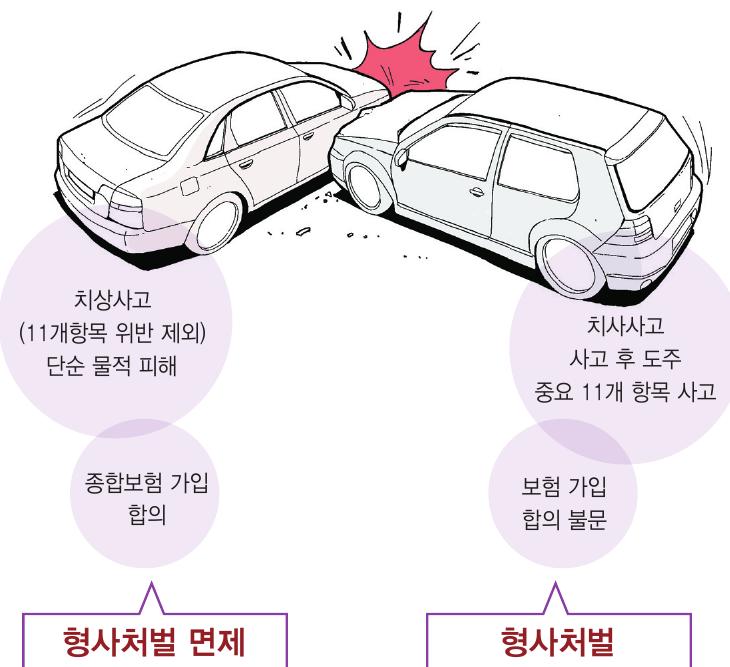 치상사고
(11개항목 위반 제외)
단순 물적 피해
종합보험 가입
합의
형사처벌 면제
치사사고
사고 후 도주
중요 11개 항목 사고
보험 가입
합의 불문
형사처벌